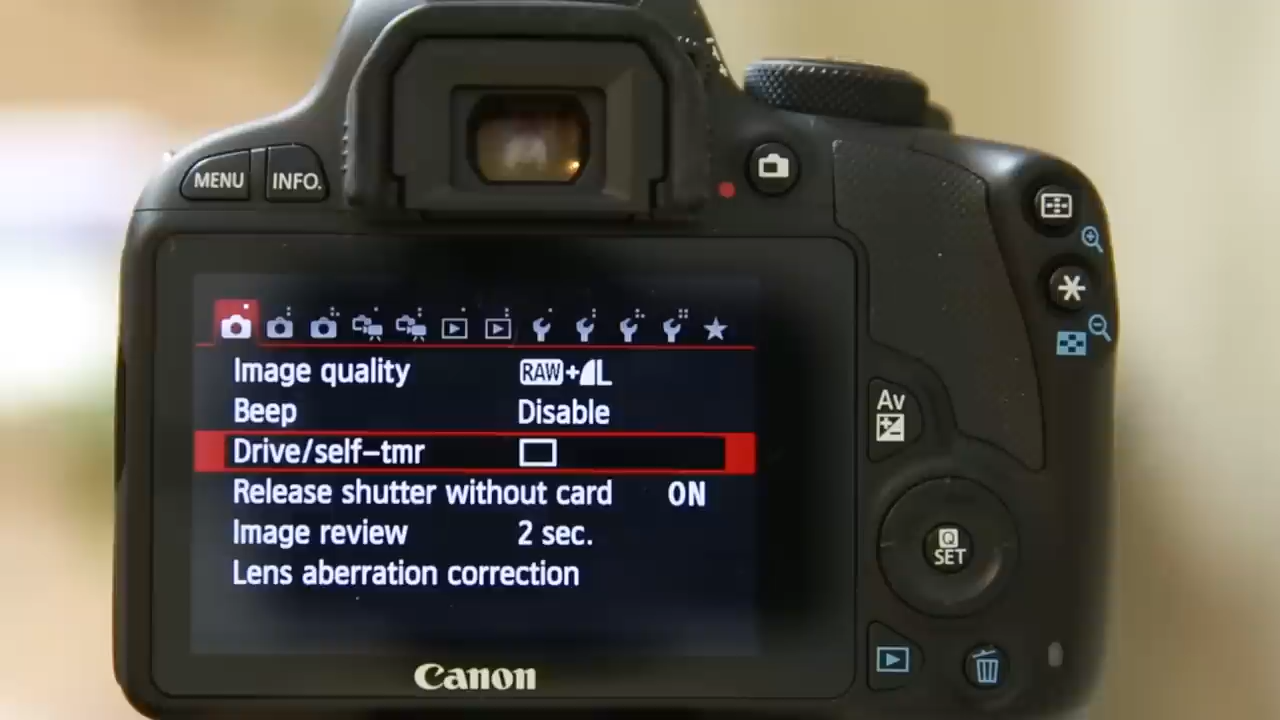 MENU INFO.
Image quality RAW+L
Beep Disable
Drive/self-tmr
Release shutter without card ON
Image review 2 sec.
Lens aberration correction
Av
Q
SET
Canon